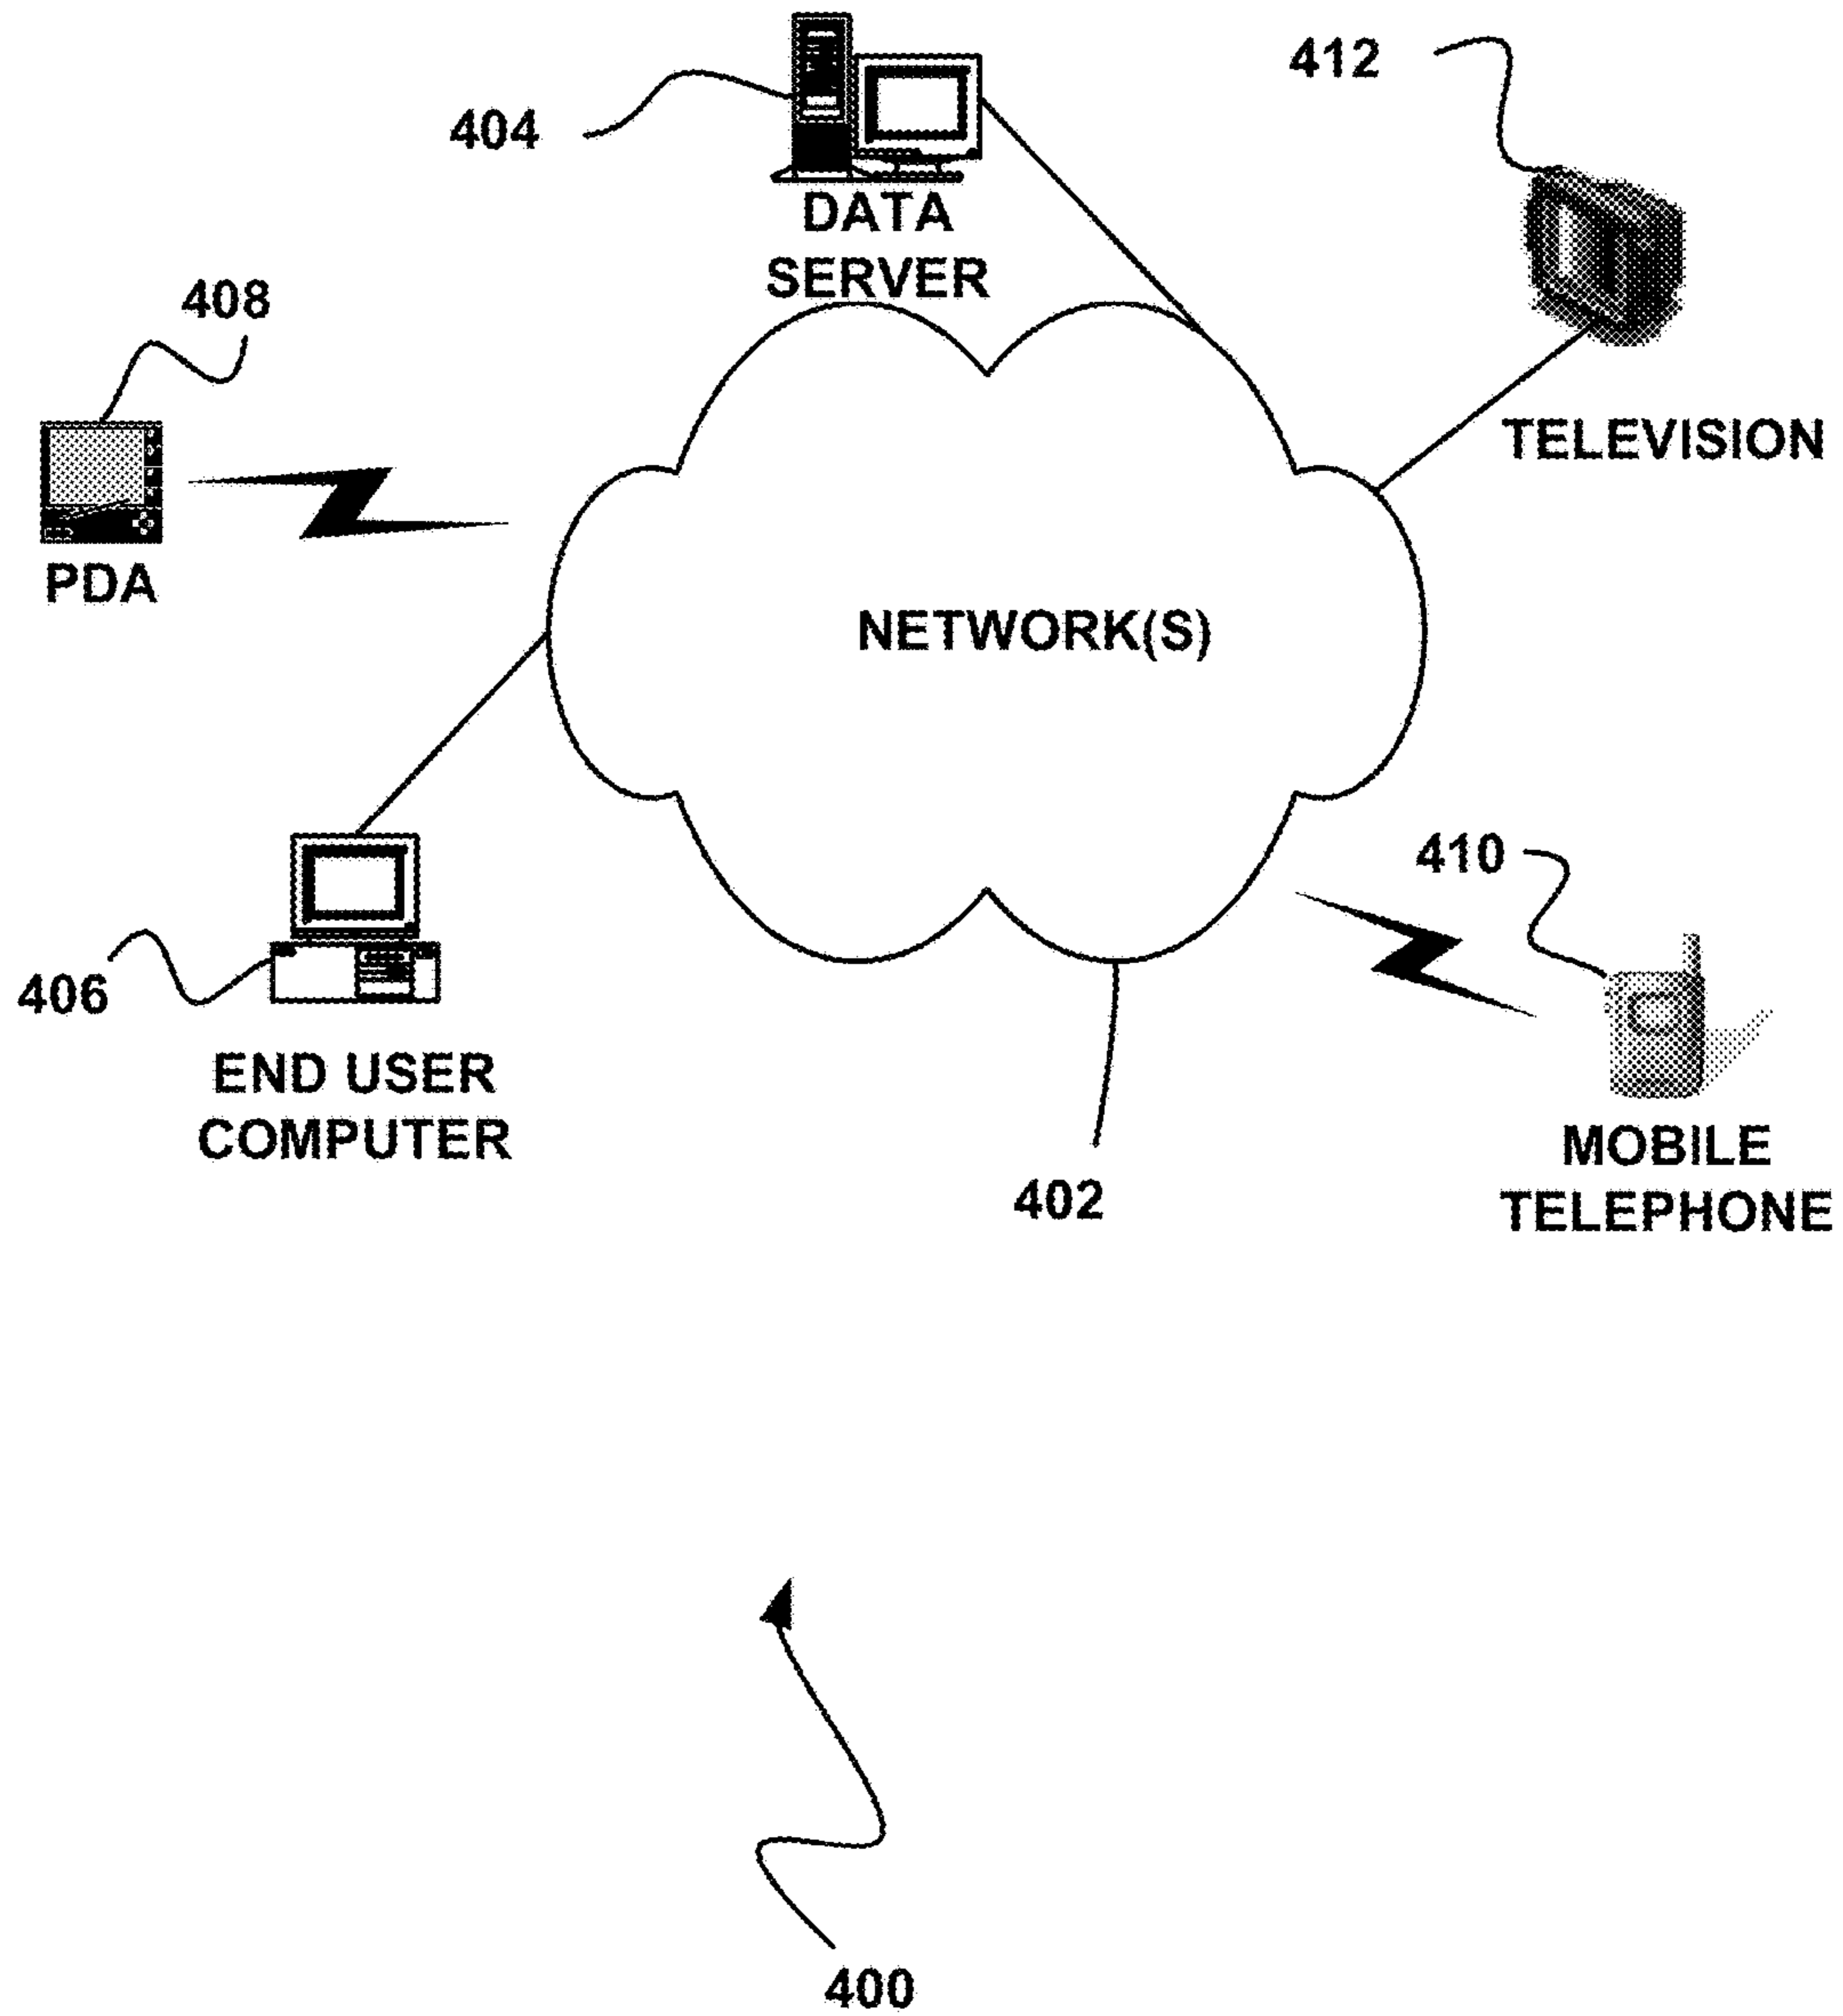 412
404
DATA
SERVER
408
TELEVISION
PDA
NETWORK(S)
410
406
END USER
COMPUTER
MOBILE
TELEPHONE
402
400